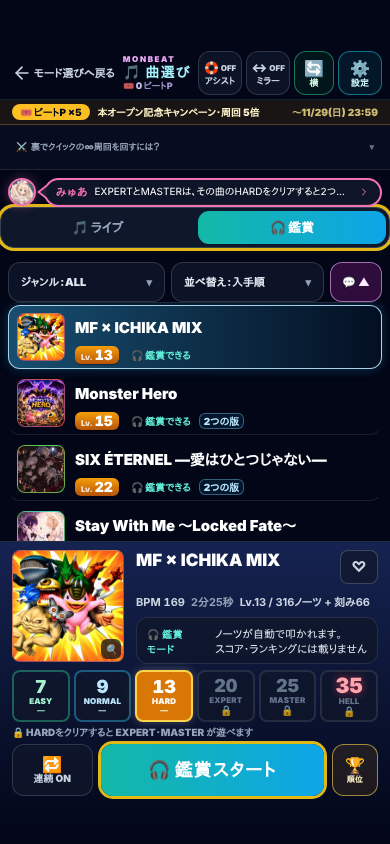 MONBEAT
← モード選びへ戻る
🎵 曲選び
🎟 0 ビートP
🛟 OFF
アシスト
↔ OFF
ミラー
🔄
横
⚙️
設定
🎟 ビートP ×5 本オープン記念キャンペーン・周回 5倍 〜11/29(日) 23:59
⚔️ 裏でクイックの∞周回を回すには? ▼
みゅあ EXPERTとMASTERは、その曲のHARDをクリアすると2つ... 〉
🎵 ライブ
🎧 鑑賞
ジャンル：ALL ▼
並べ替え：入手順 ▼
💬 ▲
MF × ICHIKA MIX
Lv. 13 🎧 鑑賞できる
Monster Hero
Lv. 15 🎧 鑑賞できる 2つの版
SIX ÉTERNEL —愛はひとつじゃない—
Lv. 22 🎧 鑑賞できる 2つの版
Stay With Me 〜Locked Fate〜
MF × ICHIKA MIX
♡
BPM 169 2分25秒 Lv.13 / 316ノーツ + 刻み66
🎧 鑑賞モード
ノーツが自動で叩かれます。
スコア・ランキングには載りません
7
EASY
—
9
NORMAL
—
13
HARD
—
20
EXPERT
🔒
25
MASTER
🔒
35
HELL
🔒
🔒 HARDをクリアすると EXPERT・MASTER が遊べます
🔁
連続 ON
🎧 鑑賞スタート
🏆
順位